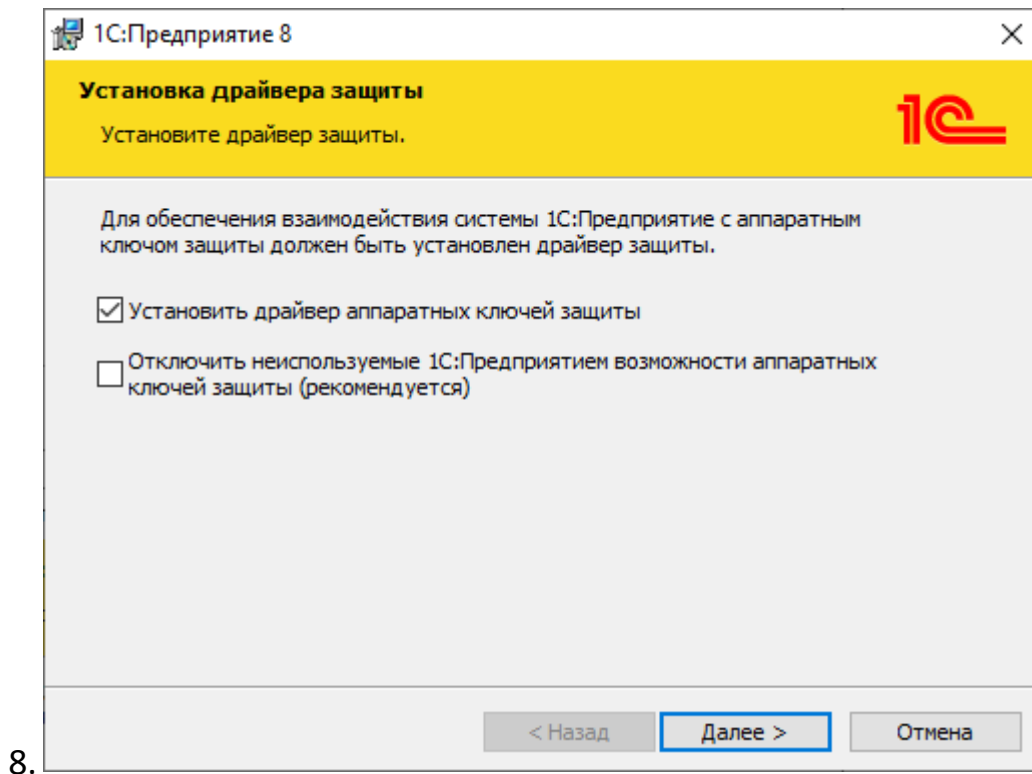 1С:Предприятие 8
Установка драйвера защиты
Установите драйвер защиты.
1С
Для обеспечения взаимодействия системы 1С:Предприятие с аппаратным
ключом защиты должен быть установлен драйвер защиты.
Установить драйвер аппаратных ключей защиты
Отключить неиспользуемые 1С:Предприятием возможности аппаратных
ключей защиты (рекомендуется)
< Назад
Далее >
Отмена
8.